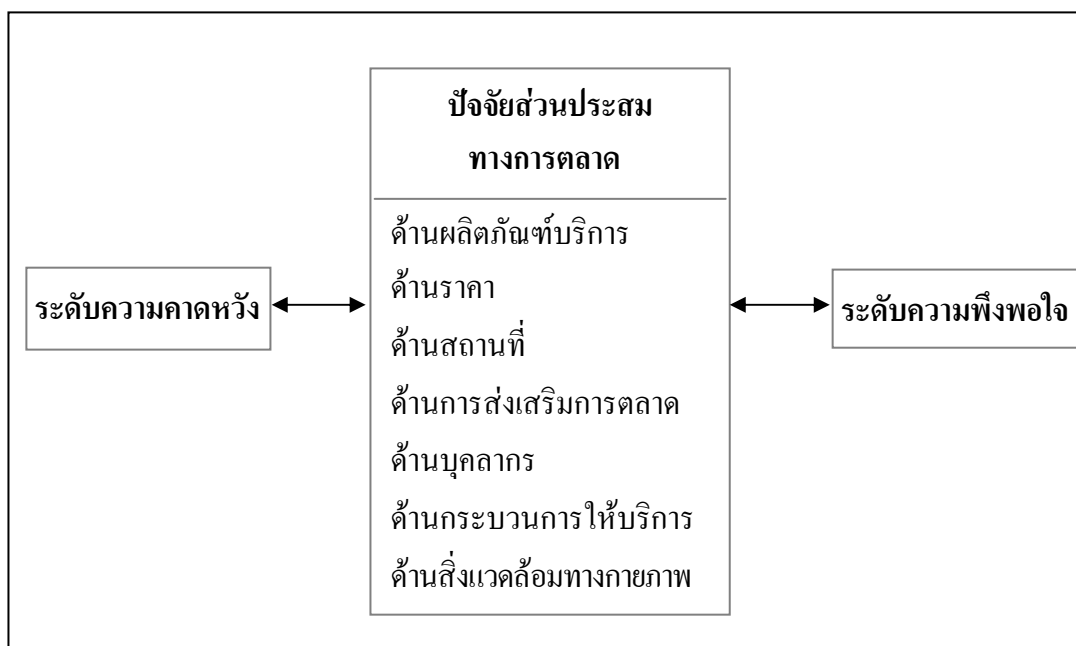 ปัจจัยส่วนประสม
ทางการตลาด
ด้านผลิตภัณฑ์บริการ
ด้านราคา
ระดับความคาดหวัง
ระดับความพึงพอใจ
ด้านสถานที่
ด้านการส่งเสริมการตลาด
ด้านบุคลากร
ด้านกระบวนการให้บริการ
ด้านสิ่งแวดล้อมทางกายภาพ